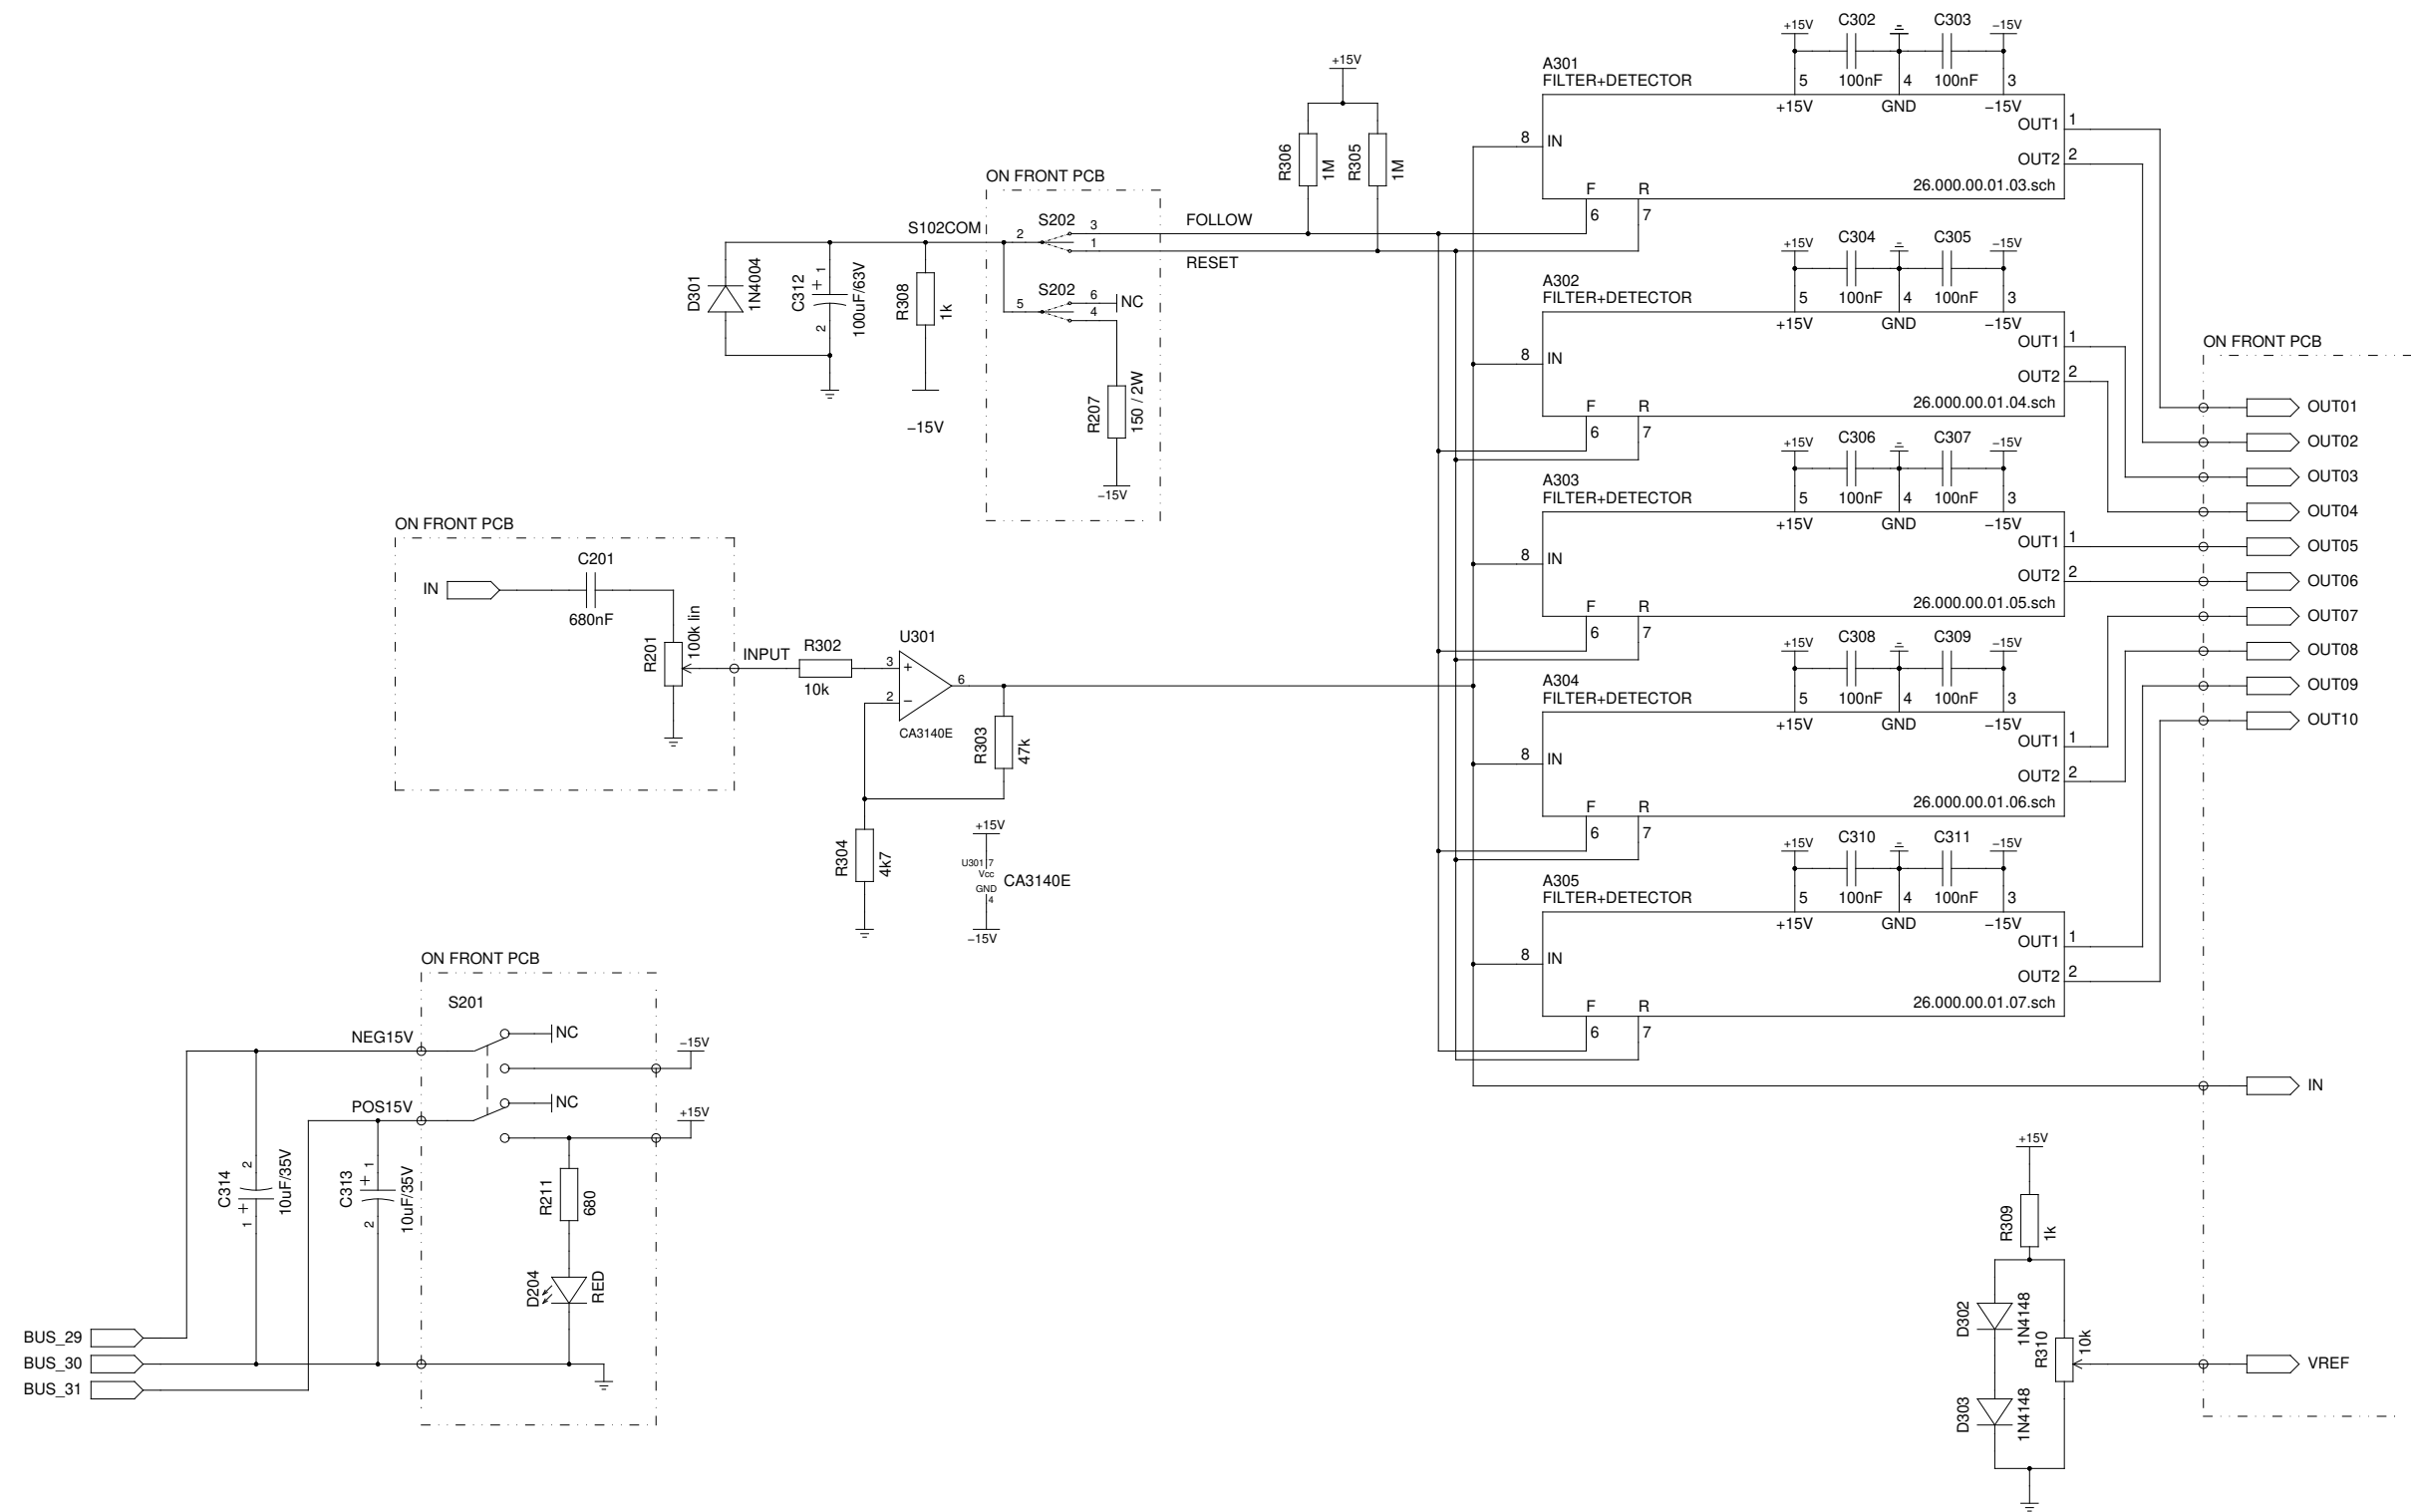 +15V
C302
C303
−15V
A301
FILTER+DETECTOR
5
100nF
4
100nF
3
+15V
GND
−15V
OUT1
1
8
IN
OUT2
2
26.000.00.01.03.sch
F
R
6
7
+15V
R306
1M
R305
1M
ON FRONT PCB
S102COM
2
S202
3
1
FOLLOW
RESET
S202
5
6
4
NC
D301
1N4004
C312
+
1
2
100uF/63V
R308
1k
−15V
R207
150 / 2W
−15V
+15V
C304
C305
−15V
A302
FILTER+DETECTOR
5
100nF
4
100nF
3
+15V
GND
−15V
OUT1
1
8
IN
OUT2
2
26.000.00.01.04.sch
F
R
6
7
+15V
C306
C307
−15V
A303
FILTER+DETECTOR
5
100nF
4
100nF
3
+15V
GND
−15V
OUT1
1
8
IN
OUT2
2
26.000.00.01.05.sch
F
R
6
7
+15V
C308
C309
−15V
A304
FILTER+DETECTOR
5
100nF
4
100nF
3
+15V
GND
−15V
OUT1
1
8
IN
OUT2
2
26.000.00.01.06.sch
F
R
6
7
+15V
C310
C311
−15V
A305
FILTER+DETECTOR
5
100nF
4
100nF
3
+15V
GND
−15V
OUT1
1
8
IN
OUT2
2
26.000.00.01.07.sch
F
R
6
7
ON FRONT PCB
OUT01
OUT02
OUT03
OUT04
OUT05
OUT06
OUT07
OUT08
OUT09
OUT10
IN
VREF
ON FRONT PCB
IN
C201
680nF
R201
100k lin
INPUT
R302
10k
U301
3
+
2
−
6
CA3140E
R303
47k
R304
4k7
+15V
U301
7
Vcc
GND
4
CA3140E
−15V
ON FRONT PCB
S201
NEG15V
NC
−15V
POS15V
NC
+15V
C314
2
+
1
10uF/35V
C313
+
1
2
10uF/35V
R211
680
D204
RED
BUS_29
BUS_30
BUS_31
+15V
R309
1k
D302
1N4148
R310
10k
D303
1N4148